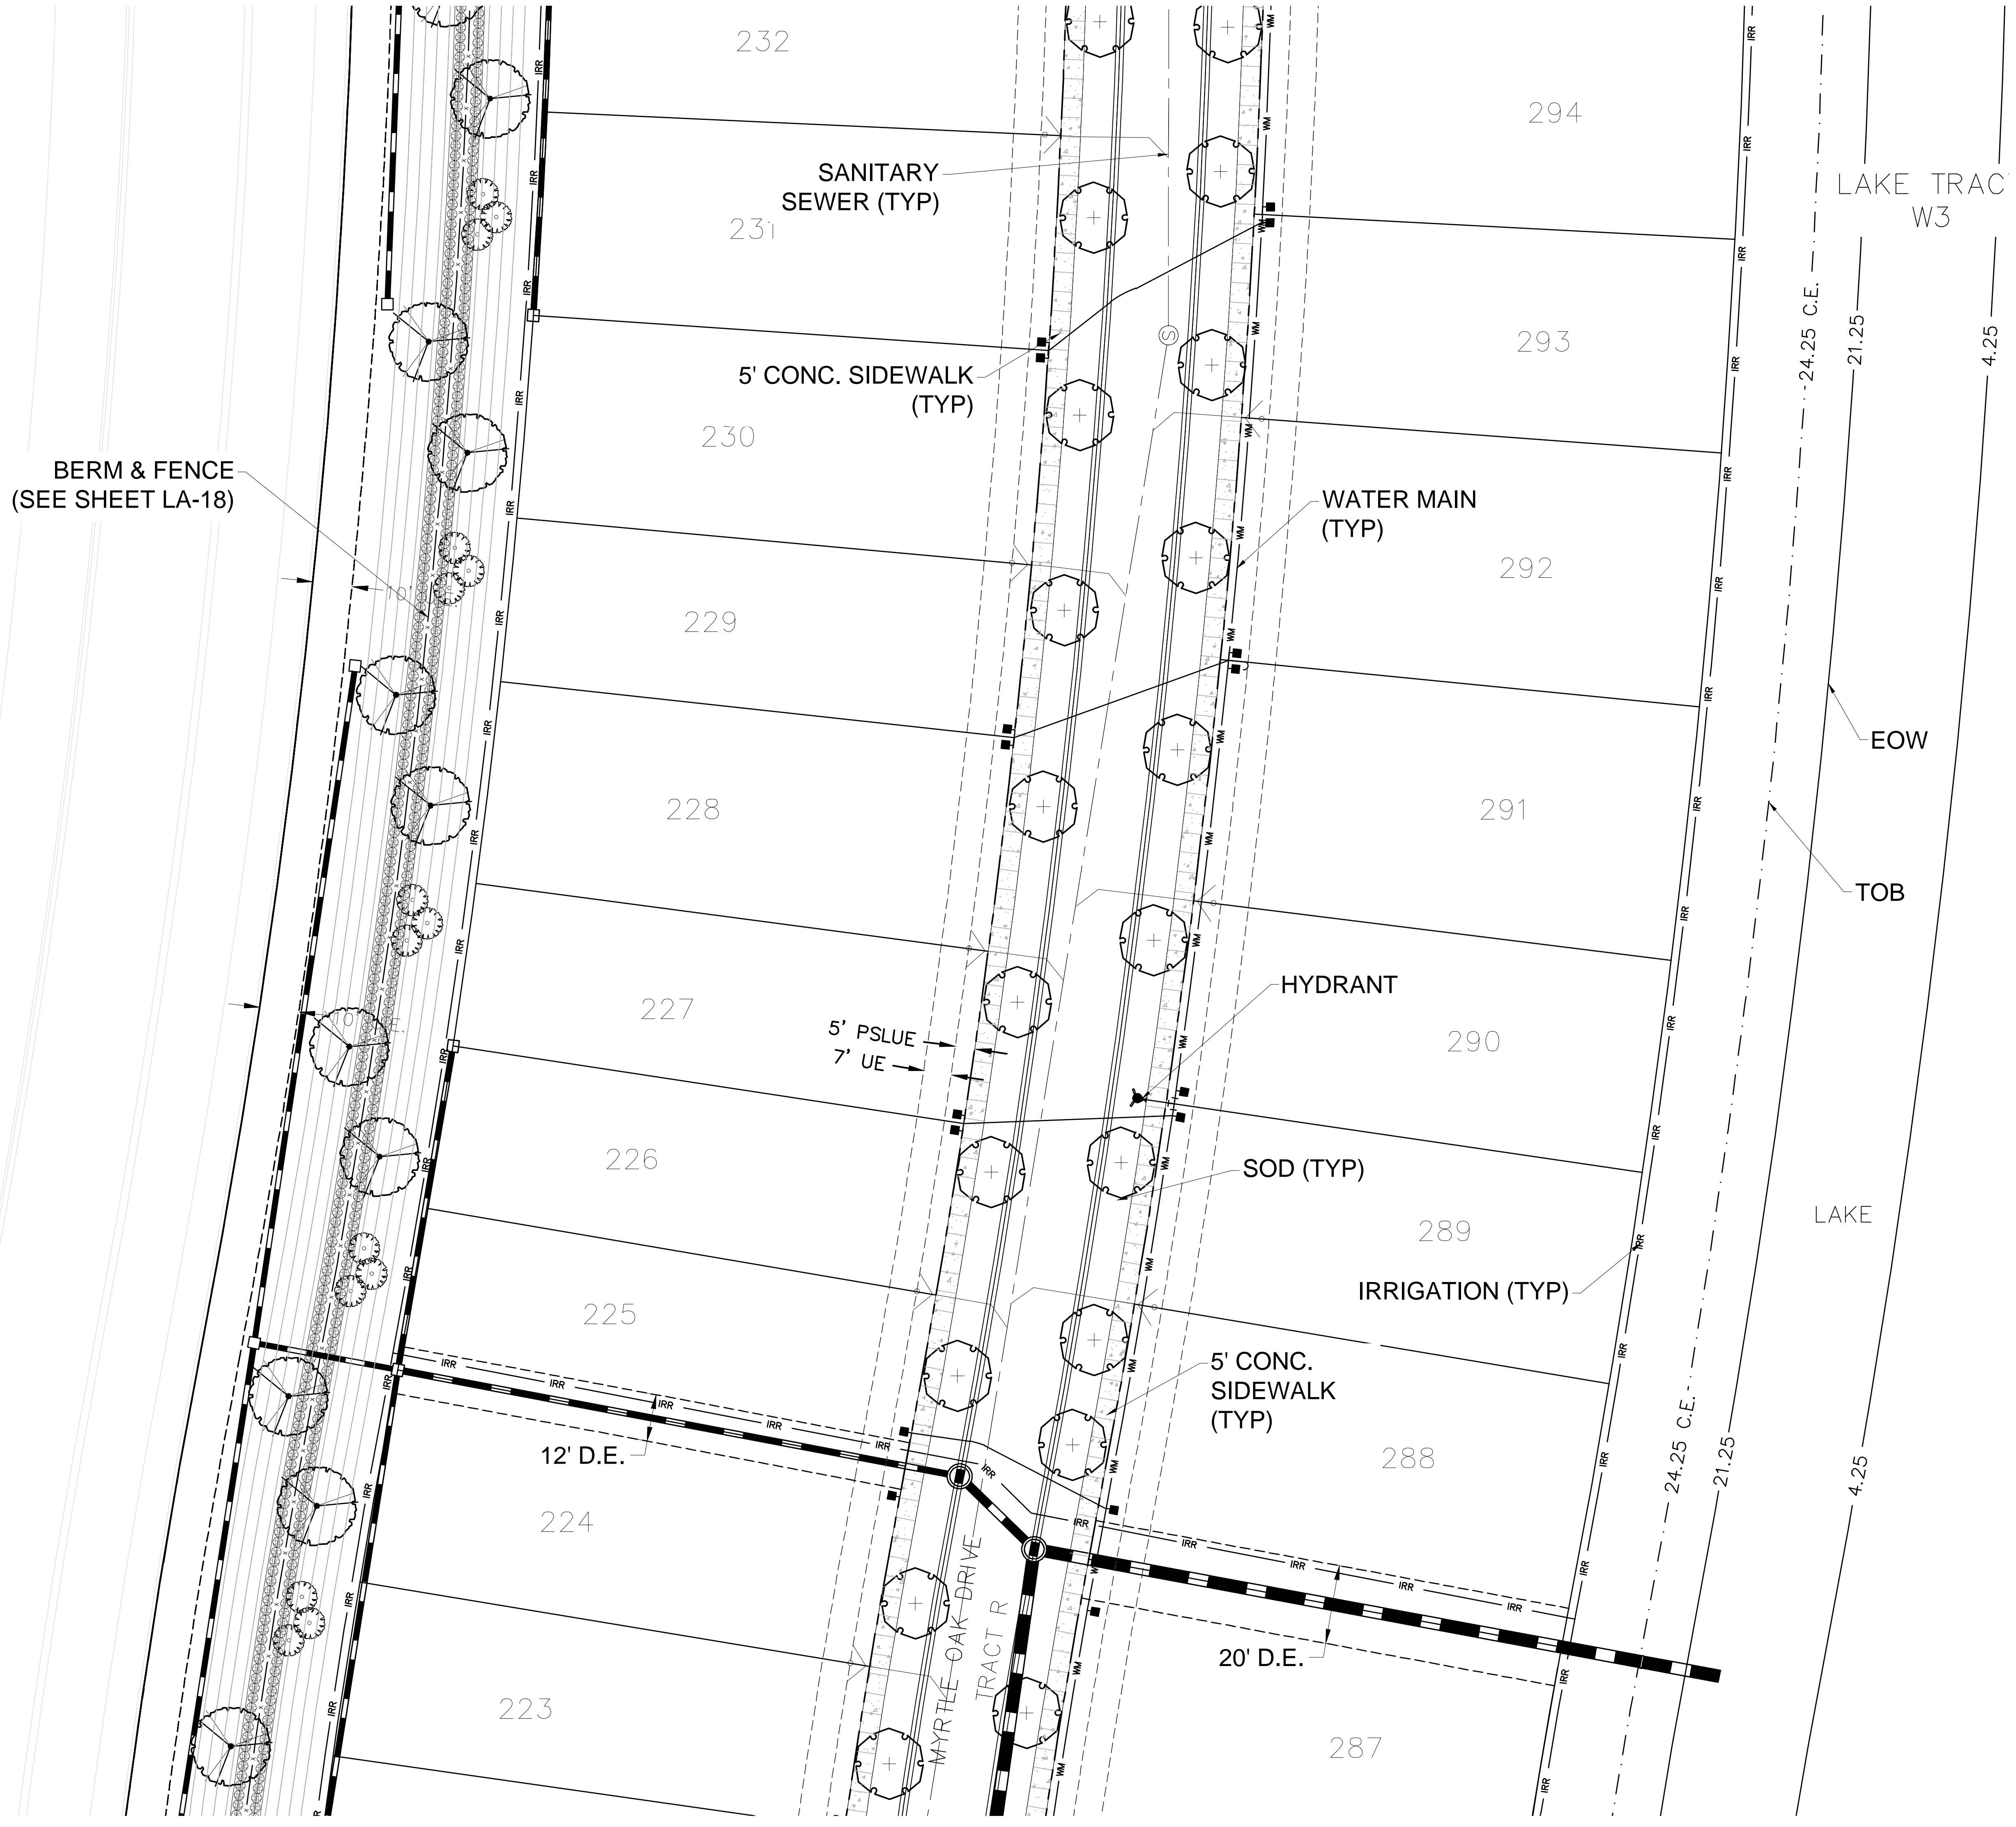 232
294
SANITARY
SEWER (TYP)
LAKE TRAC
W3
231
24.25 C.E.
21.25
4.25
293
5' CONC. SIDEWALK
(TYP)
S
230
BERM & FENCE
(SEE SHEET LA-18)
WATER MAIN
(TYP)
292
229
EOW
228
291
TOB
HYDRANT
227
5' PSLUE
7' UE
290
226
SOD (TYP)
289
LAKE
IRRIGATION (TYP)
225
5' CONC.
SIDEWALK
(TYP)
12' D.E.
288
24.25 C.E.
21.25
4.25
224
MYRTLE OAK DRIVE
TRACT R
20' D.E.
223
287
IRR
WM